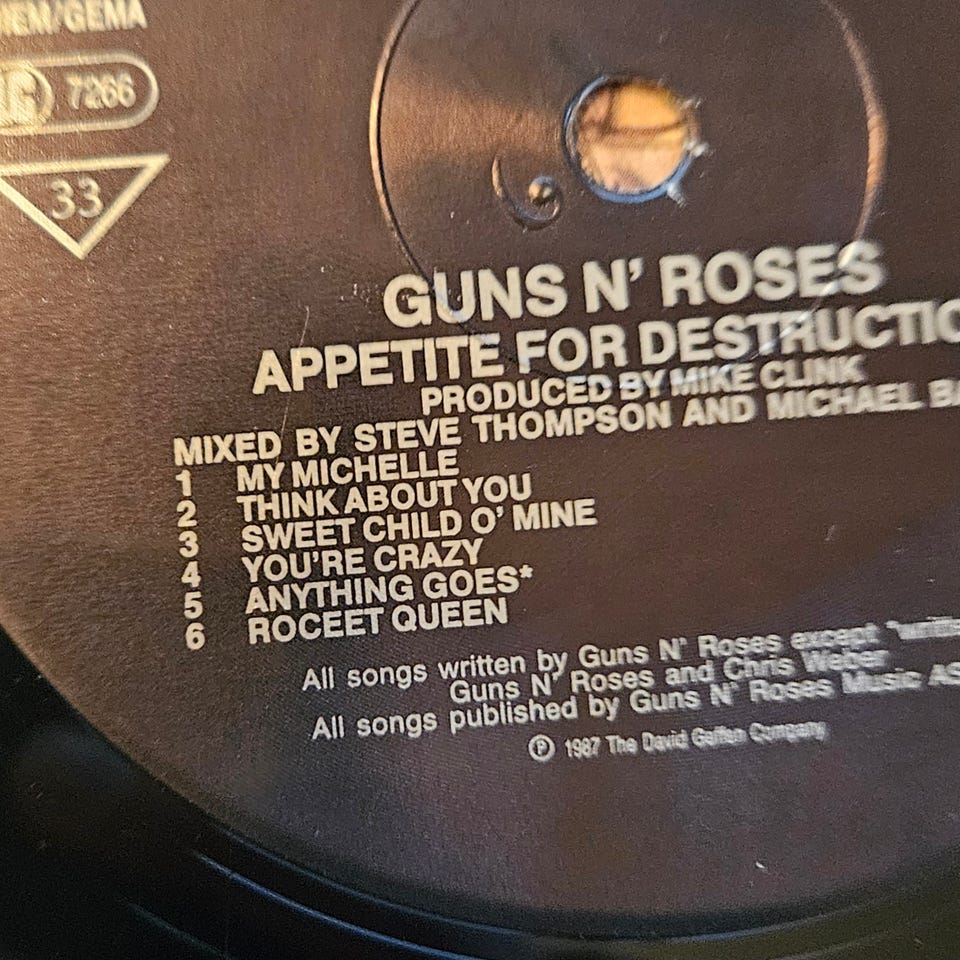 IEM/GEMA
7266
33
GUNS N' ROSES
APPETITE FOR DESTRUCTIO
PRODUCED BY MIKE CLINK
MIXED BY STEVE THOMPSON AND MICHAEL BA
1 MY MICHELLE
2 THINK ABOUT YOU
3 SWEET CHILD O' MINE
4 YOU'RE CRAZY
5 ANYTHING GOES*
6 ROCEET QUEEN
All songs written by Guns N' Roses except *writte
Guns N' Roses and Chris Weber
All songs published by Guns N' Roses Music AS
℗ 1987 The David Geffen Company